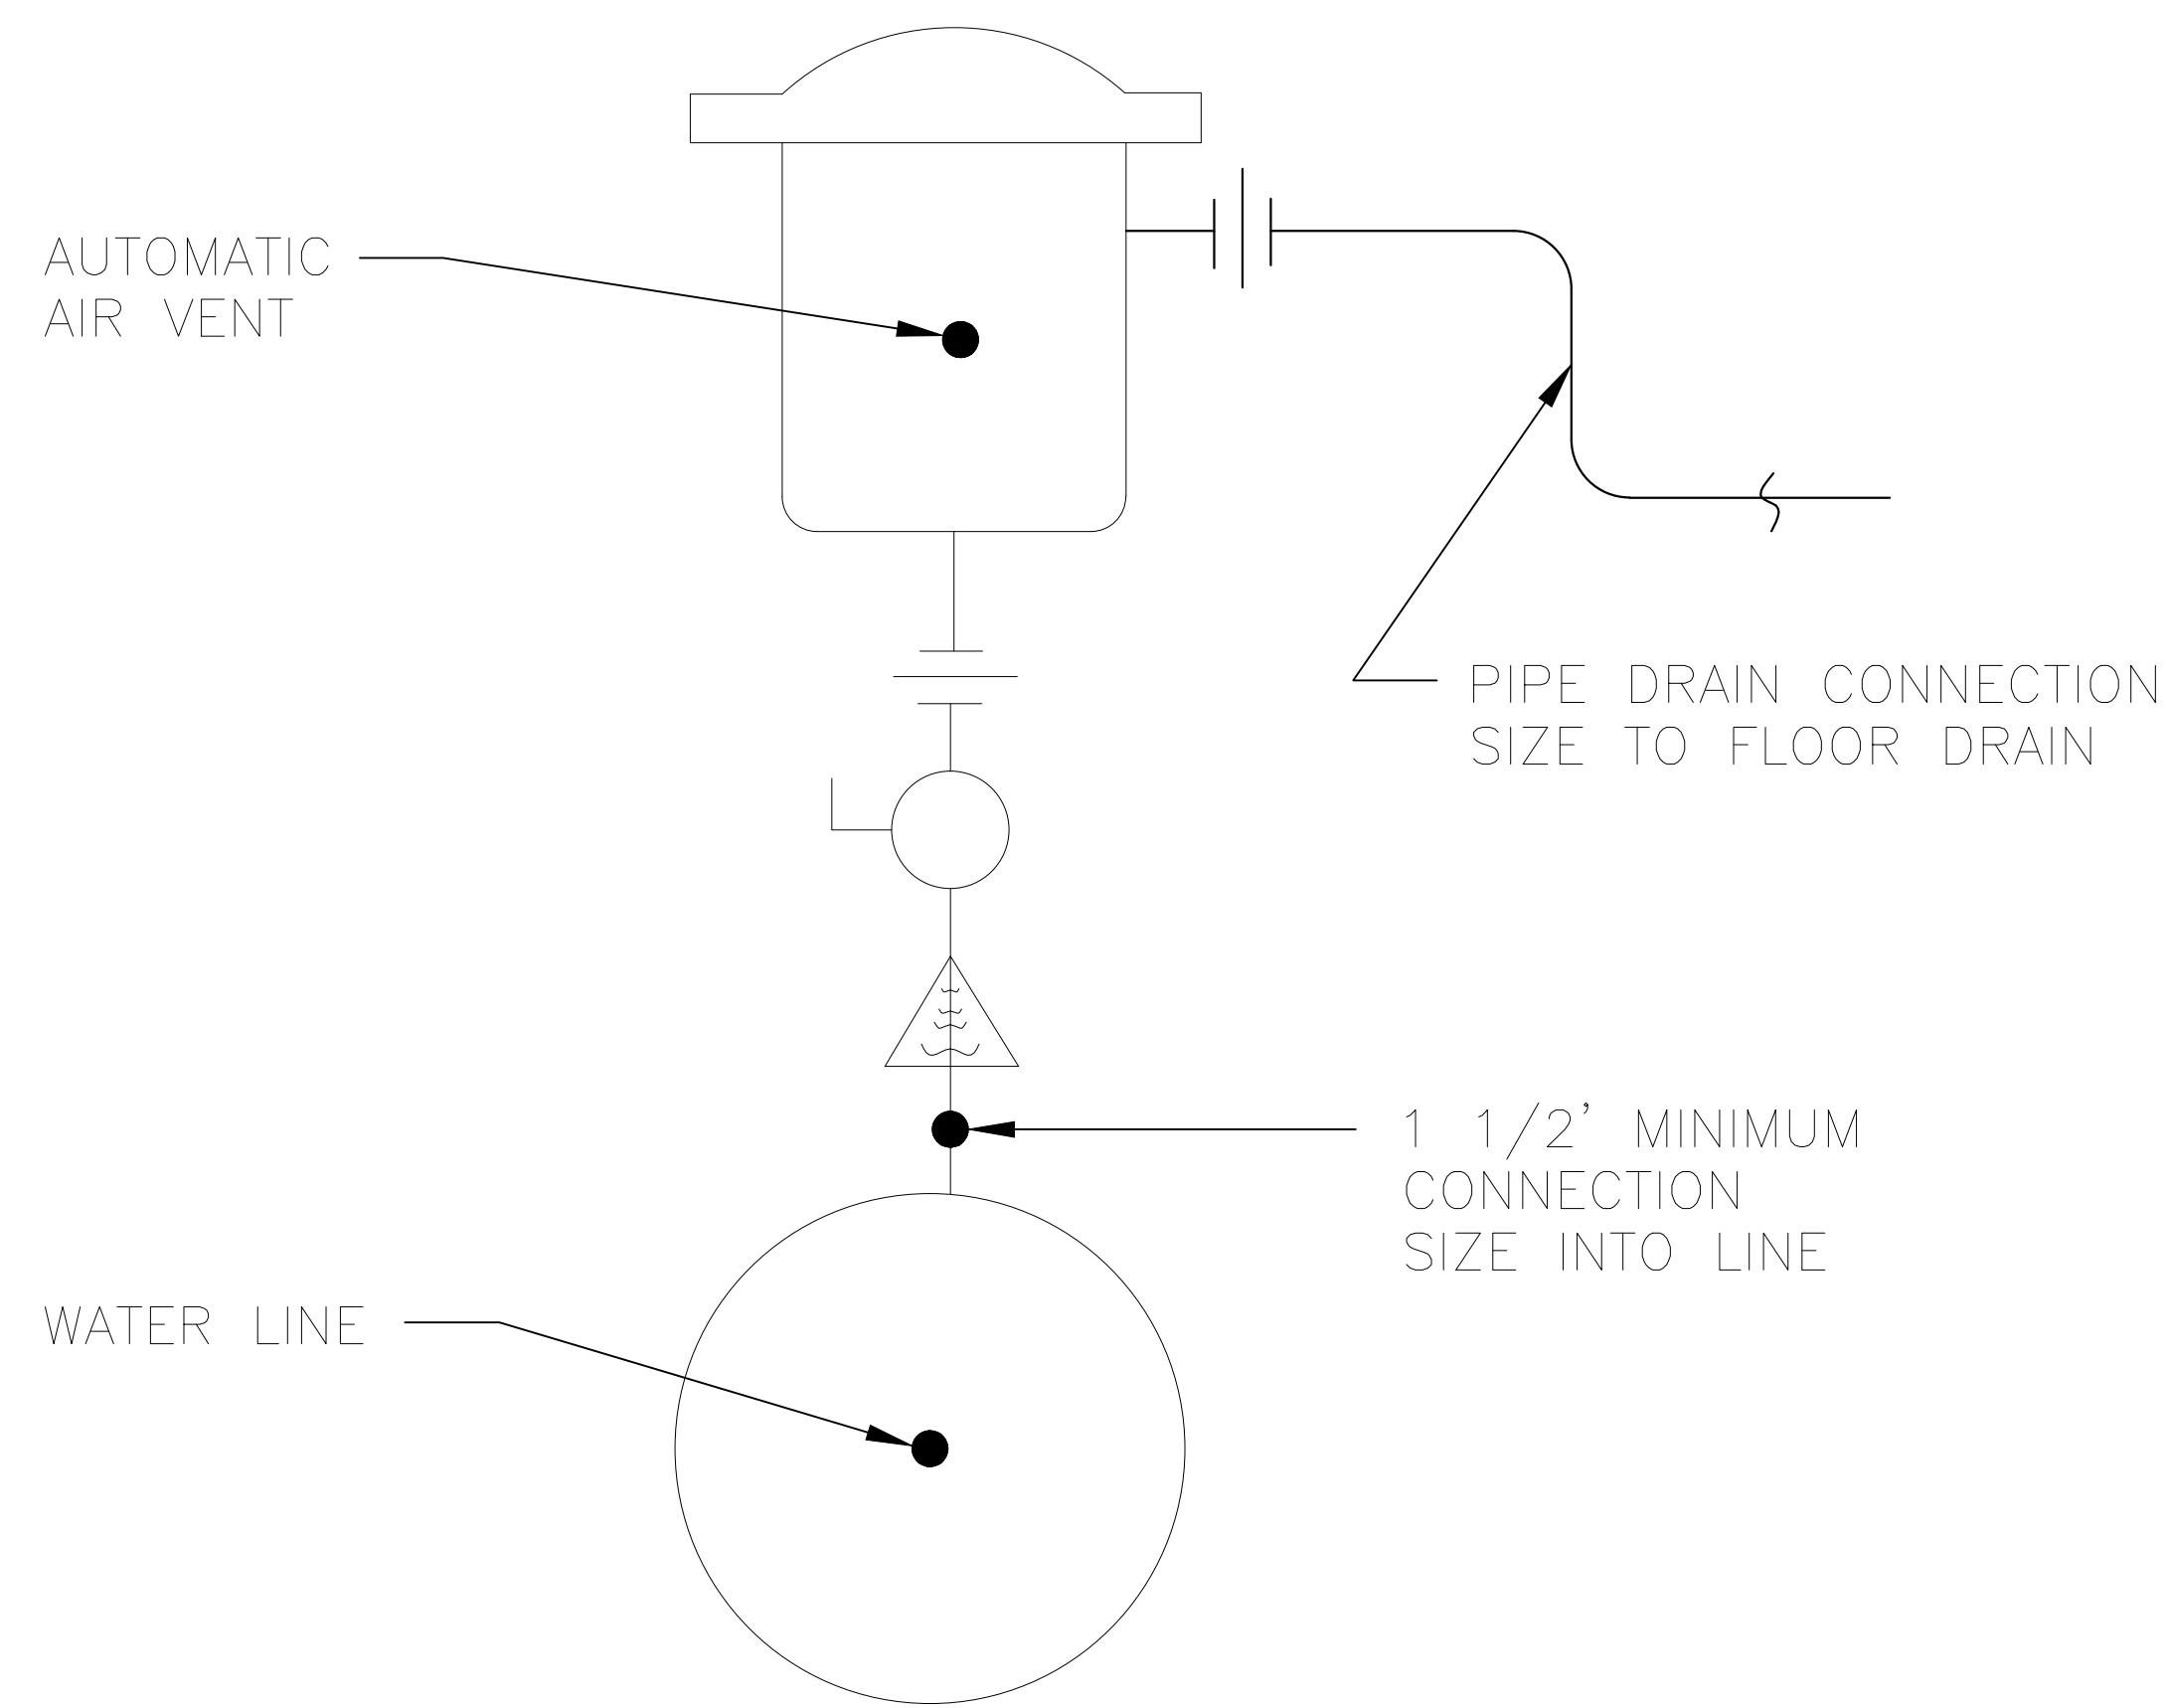 AUTOMATIC
AIR VENT
PIPE DRAIN CONNECTION
SIZE TO FLOOR DRAIN
1 1/2' MINIMUM
CONNECTION
SIZE INTO LINE
WATER LINE